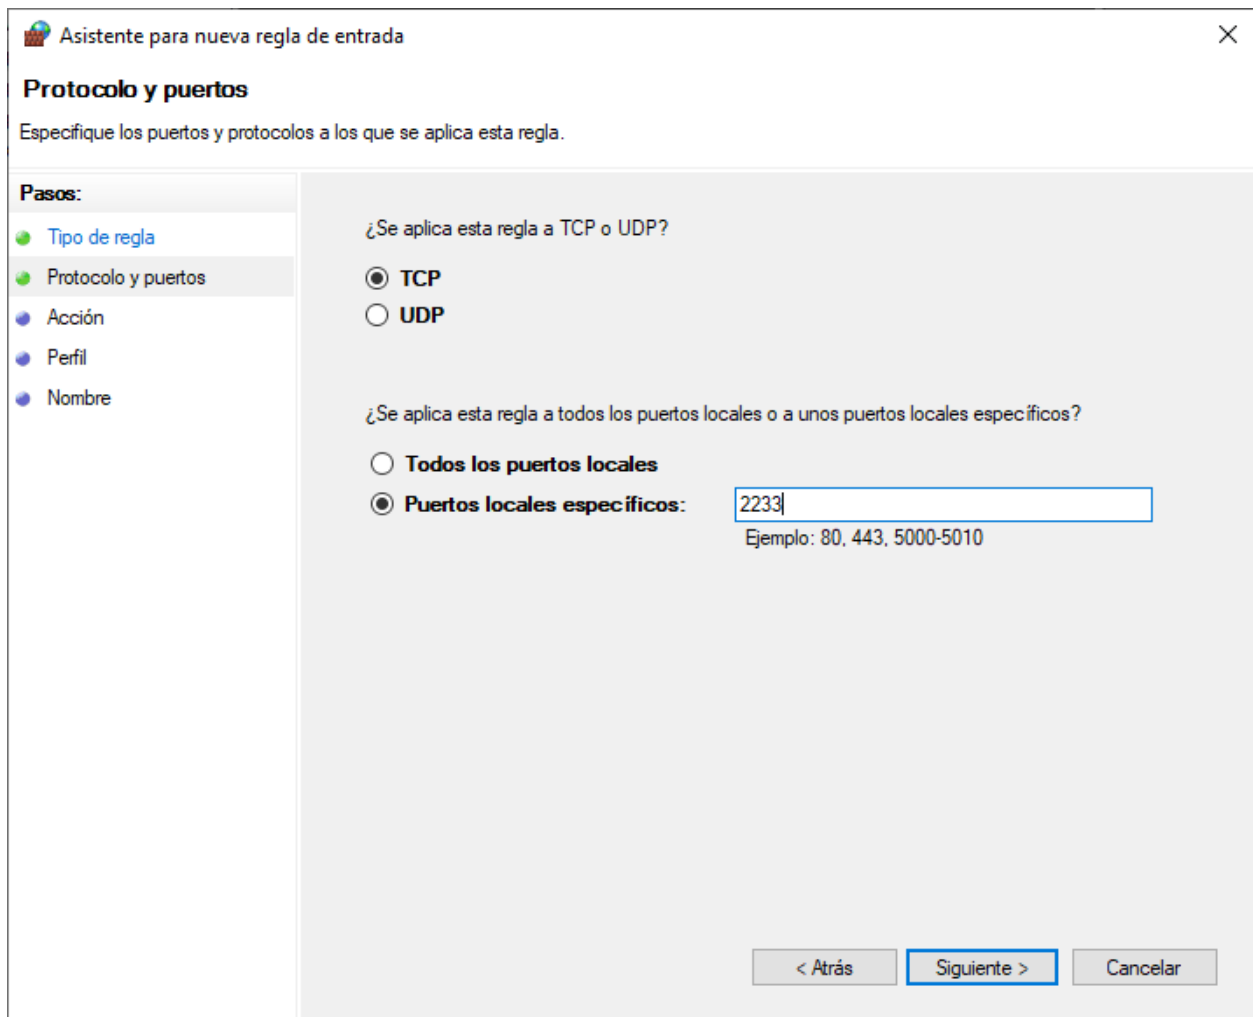 Asistente para nueva regla de entrada
Protocolo y puertos
Especifique los puertos y protocolos a los que se aplica esta regla.
Pasos:
Tipo de regla
Protocolo y puertos
Acción
Perfil
Nombre
¿Se aplica esta regla a TCP o UDP?
TCP
UDP
¿Se aplica esta regla a todos los puertos locales o a unos puertos locales específicos?
Todos los puertos locales
Puertos locales específicos: 2233
Ejemplo: 80, 443, 5000-5010
< Atrás Siguiente > Cancelar